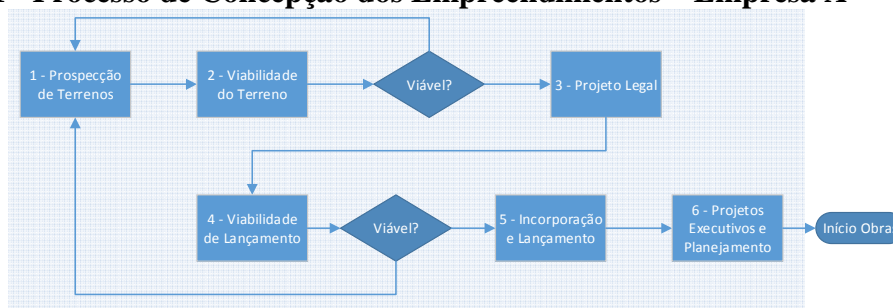 Processo de Concepção dos Empreendimentos – Empresa A
1 - Prospecção
de Terrenos
2 - Viabilidade
do Terreno
Viável?
3 - Projeto Legal
4 - Viabilidade
de Lançamento
Viável?
5 - Incorporação
e Lançamento
6 - Projetos
Executivos e
Planejamento
Início Obras